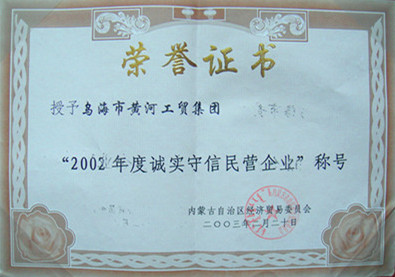 荣誉证书
授予乌海市黄河工贸集团
“2002年度诚实守信民营企业”称号
内蒙古自治区经济贸易委员会
二〇〇三年二月二十日